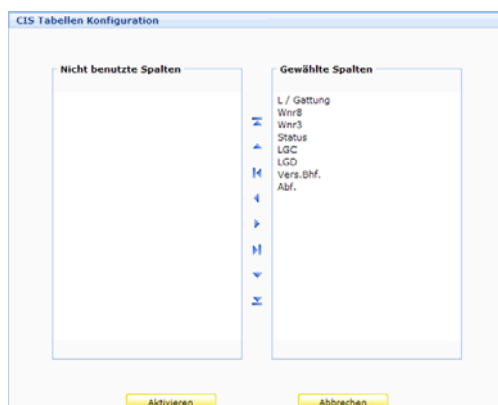 CIS Tabellen Konfiguration
Nicht benutzte Spalten
Gewählte Spalten
L / Gattung
Wnr8
Wnr3
Status
LGC
LGD
Vers.Bhf.
Abf.
Aktivieren
Abbrechen